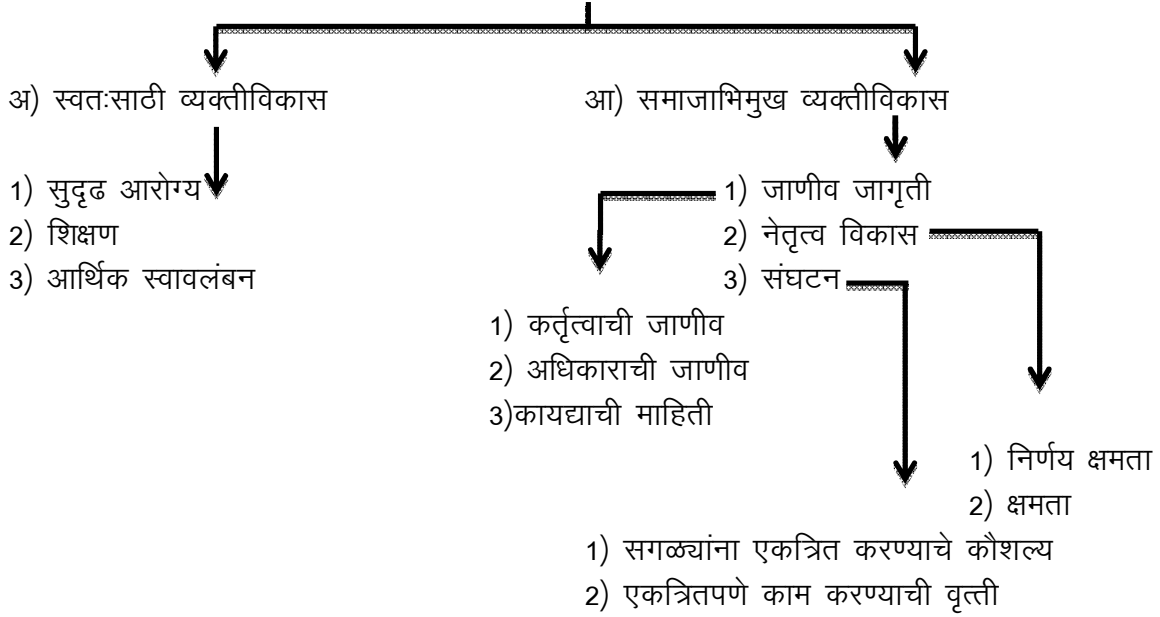 अ) स्वतःसाठी व्यक्तीविकास
आ) समाजाभिमुख व्यक्तीविकास
1) सुदृढ आरोग्य
2) शिक्षण
3) आर्थिक स्वावलंबन
1) जाणीव जागृती
2) नेतृत्व विकास
3) संघटन
1) कर्तृत्वाची जाणीव
2) अधिकाराची जाणीव
3)कायद्याची माहिती
1) निर्णय क्षमता
2) क्षमता
1) सगळ्यांना एकत्रित करण्याचे कौशल्य
2) एकत्रितपणे काम करण्याची वृत्ती